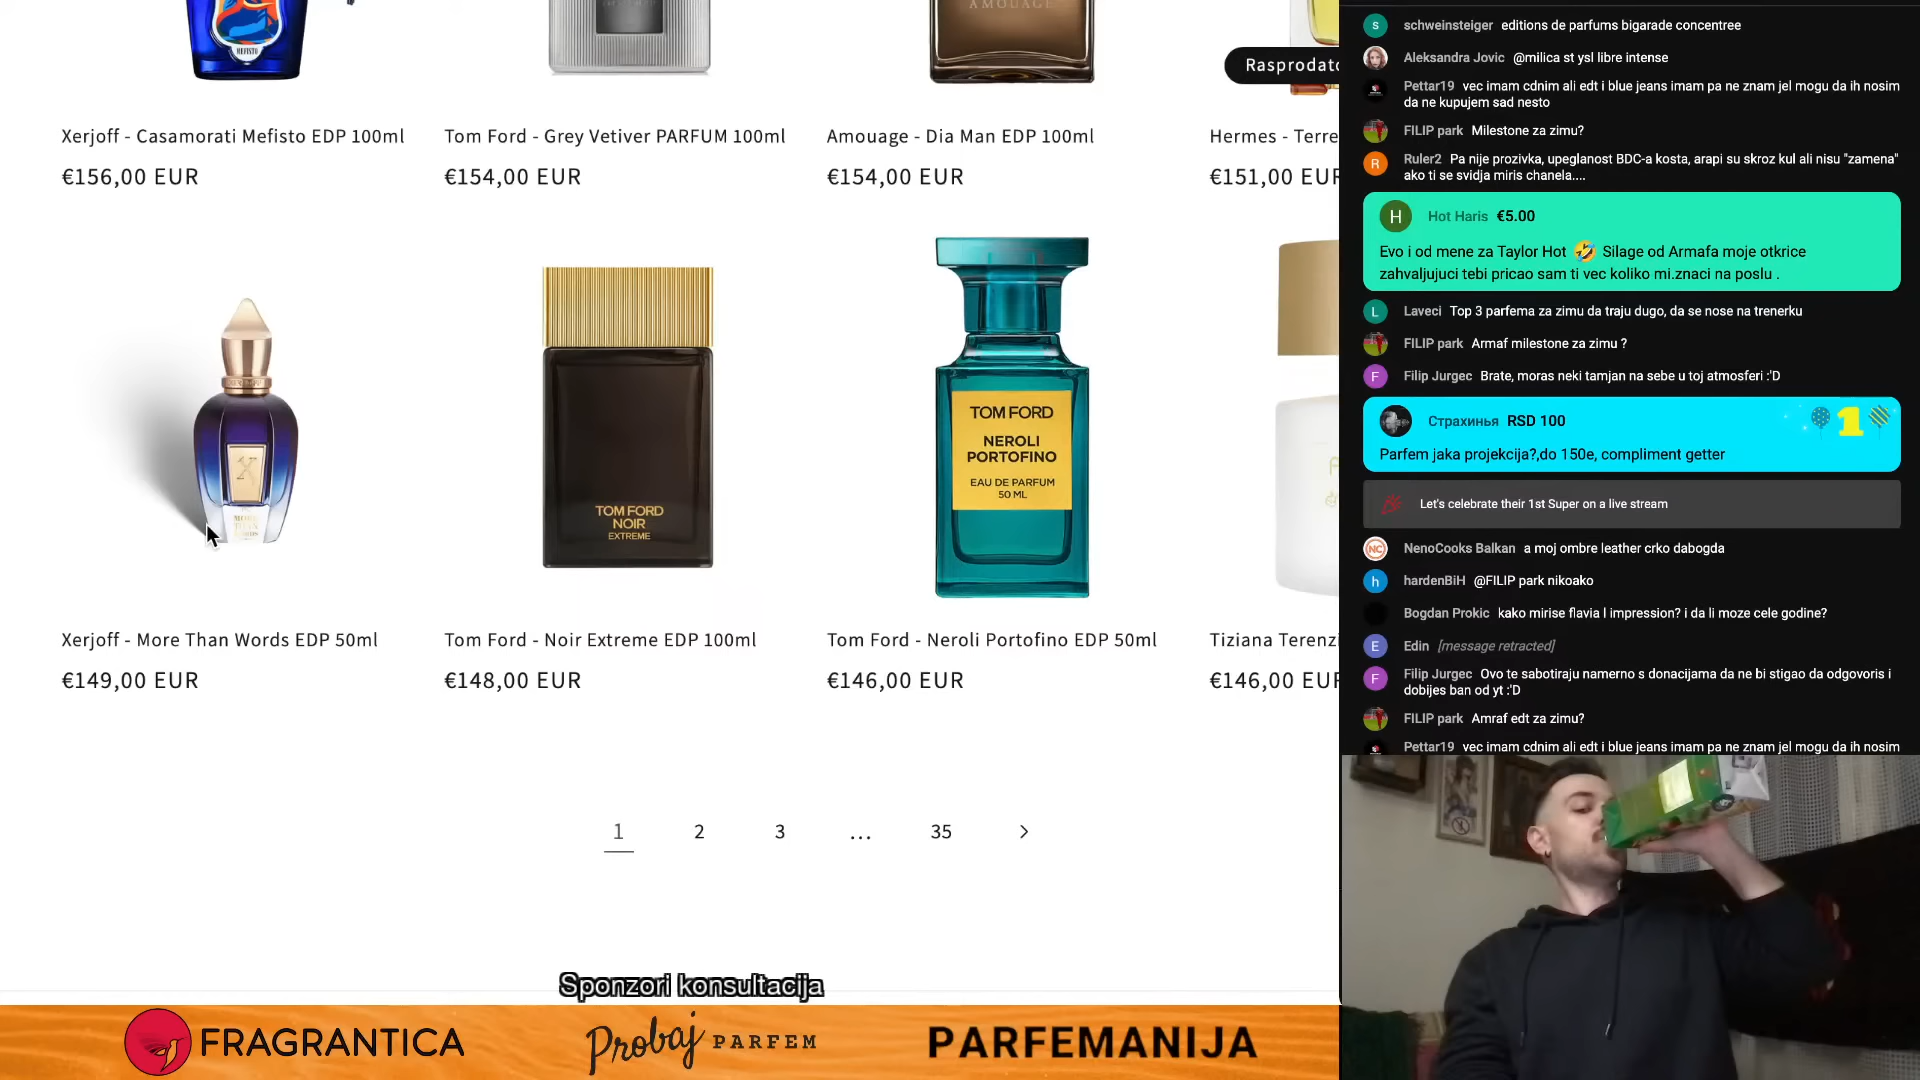 MEFISTO
AMOUAGE
Rasprodato
Xerjoff - Casamorati Mefisto EDP 100ml
Tom Ford - Grey Vetiver PARFUM 100ml
Amouage - Dia Man EDP 100ml
Hermes - Terre
€156,00 EUR
€154,00 EUR
€154,00 EUR
€151,00 EUR
TOM FORD
NOIR
EXTREME
TOM FORD
NEROLI
PORTOFINO
EAU DE PARFUM
50 ML
Xerjoff - More Than Words EDP 50ml
Tom Ford - Noir Extreme EDP 100ml
Tom Ford - Neroli Portofino EDP 50ml
Tiziana Terenzi
€149,00 EUR
€148,00 EUR
€146,00 EUR
€146,00 EUR
1 2 3 ... 35
Sponzori konsultacija
FRAGRANTICA
Probaj PARFEM
PARFEMANIJA
S schweinsteiger editions de parfums bigarade concentree
Aleksandra Jovic @milica st ysl libre intense
Pettar19 vec imam cdnim ali edt i blue jeans imam pa ne znam jel mogu da ih nosim
da ne kupujem sad nesto
FILIP park Milestone za zimu?
R Ruler2 Pa nije prozivka, upeglanost BDC-a kosta, arapi su skroz kul ali nisu "zamena"
ako ti se svidja miris chanela....
H Hot Haris €5.00
Evo i od mene za Taylor Hot 🤣 Silage od Armafa moje otkrice
zahvaljujuci tebi pricao sam ti vec koliko mi.znaci na poslu .
L Laveci Top 3 parfema za zimu da traju dugo, da se nose na trenerku
FILIP park Armaf milestone za zimu ?
F Filip Jurgec Brate, moras neki tamjan na sebe u toj atmosferi :'D
Страхинья RSD 100
1
Parfem jaka projekcija?,do 150e, compliment getter
Let's celebrate their 1st Super on a live stream
NC NenoCooks Balkan a moj ombre leather crko dabogda
h hardenBiH @FILIP park nikoako
Bogdan Prokic kako mirise flavia l impression? i da li moze cele godine?
E Edin [message retracted]
F Filip Jurgec Ovo te sabotiraju namerno s donacijama da ne bi stigao da odgovoris i
dobijes ban od yt :'D
FILIP park Amraf edt za zimu?
Pettar19 vec imam cdnim ali edt i blue jeans imam pa ne znam jel mogu da ih nosim